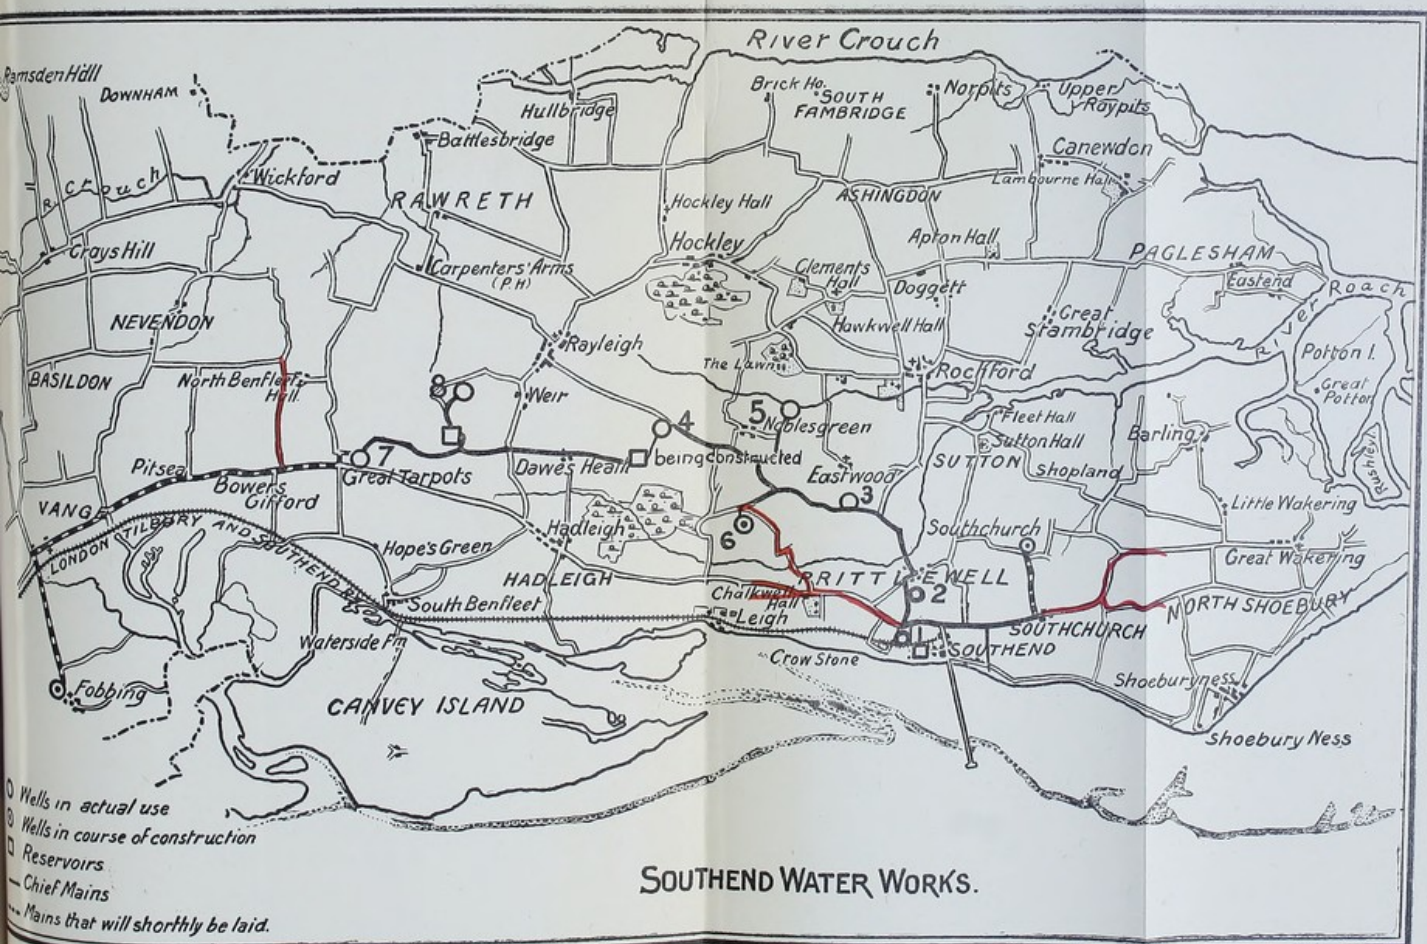 River Crouch
Ramsden Hall
DOWNHAM
Brick Ho.
SOUTH
FAMBRIDGE
Norpits
Upper
Raypits
Hullbridge
Battlesbridge
Canewdon
R. Crouch
Wickford
RAWRETH
Hockley Hall
ASHINGDON
Lambourne Hall
Crays Hill
Hockley
Apton Hall
PAGLESHAM
Carpenters' Arms
(P.H)
Clements
Hall
Doggett
Eastend
River Roach
NEVENDON
Hawkwell Hall
Great
Stambridge
Rayleigh
The Lawn
Rochford
Potton I.
BASILDON
North Benfleet
Hall
8
Weir
Great
Potton
4
5
Noblesgreen
Fleet Hall
Sutton Hall
Barling
Rushley I.
7
being constructed
Pitsea
Great Tarpots
Dawes Heath
Eastwood
SUTTON
Shopland
Bowers
Gifford
3
Little Wakering
VANGE
Hadleigh
6
Southchurch
LONDON TILBURY AND SOUTHEND RY.
Hope's Green
Great Wakering
HADLEIGH
PRITTLEWELL
Chalkwell
Hall
2
South Benfleet
Leigh
NORTH SHOEBURY
SOUTHCHURCH
Waterside Fm
1
SOUTHEND
Crow Stone
Fobbing
Shoeburyness
CANVEY ISLAND
Shoebury Ness
Wells in actual use
Wells in course of construction
Reservoirs
Chief Mains
Mains that will shorthly be laid.
SOUTHEND WATER WORKS.